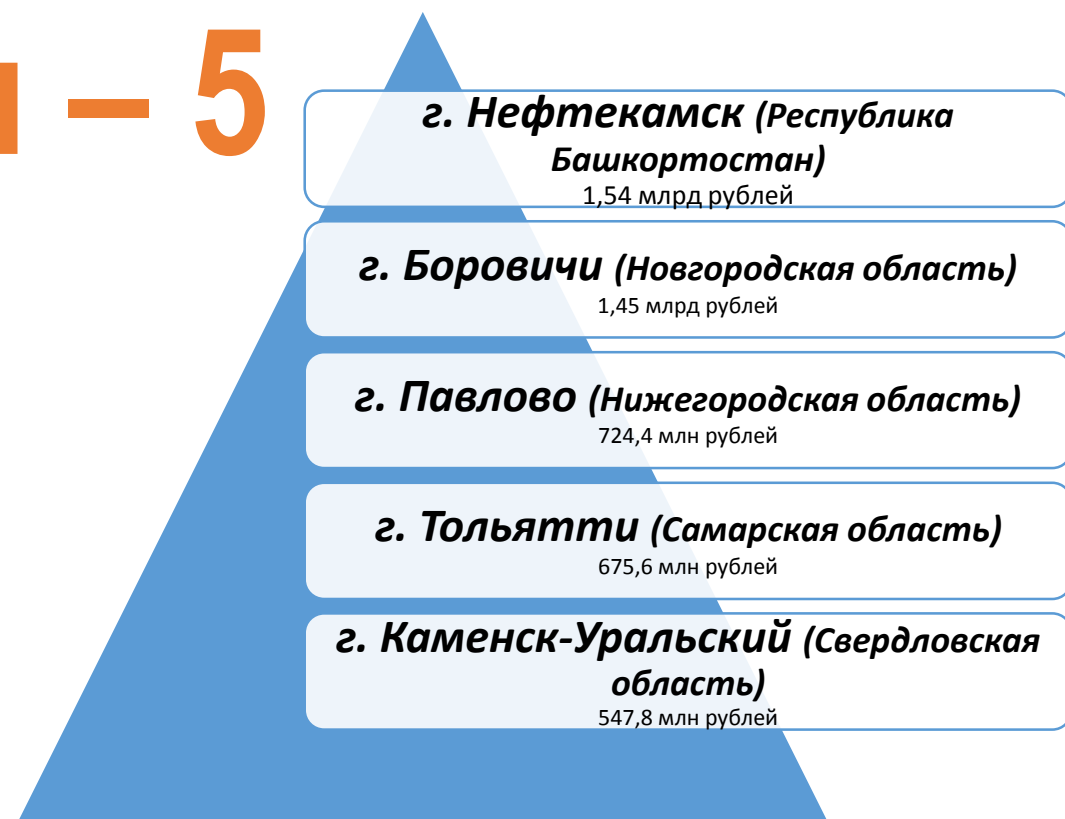 – 5
г. Нефтекамск (Республика
Башкортостан)
1,54 млрд рублей
г. Боровичи (Новгородская область)
1,45 млрд рублей
г. Павлово (Нижегородская область)
724,4 млн рублей
г. Тольятти (Самарская область)
675,6 млн рублей
г. Каменск-Уральский (Свердловская
область)
547,8 млн рублей